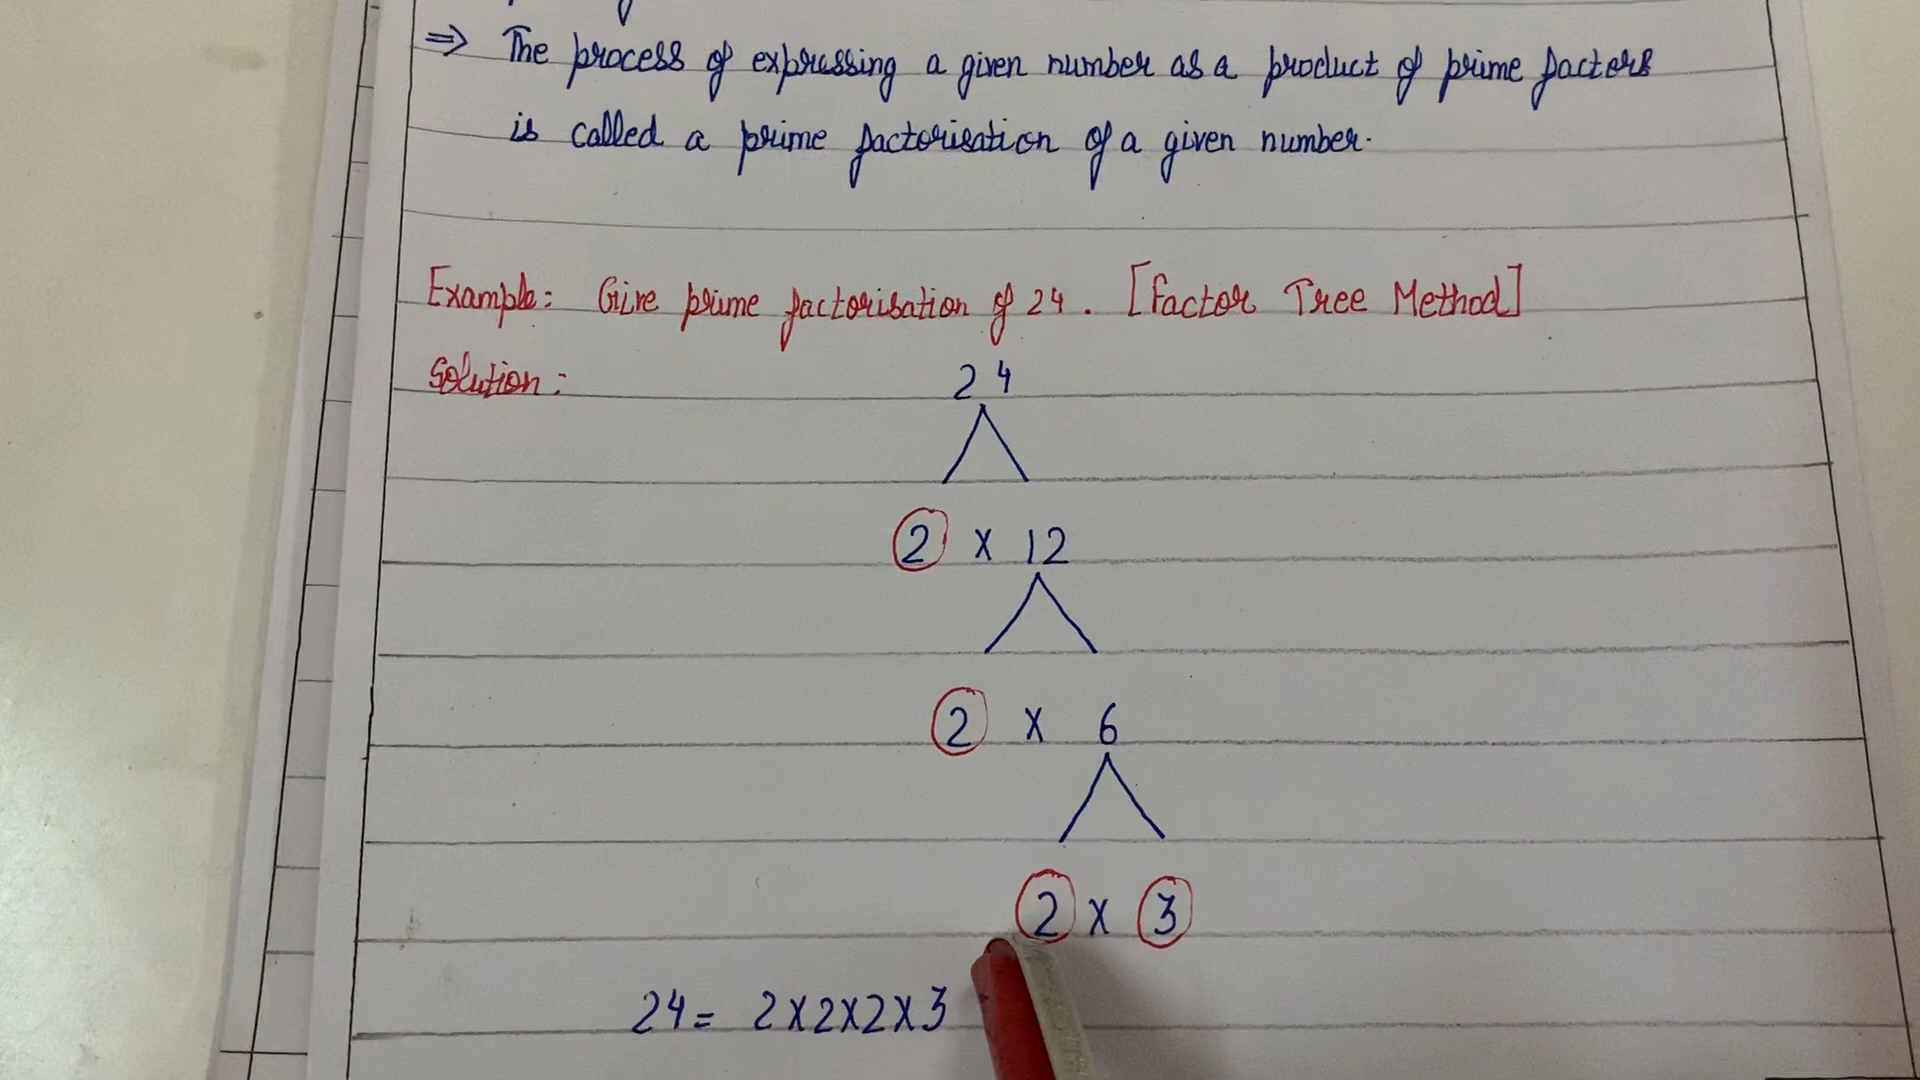 ⇒ The process of expressing a given number as a product of prime factors
is called a prime factorisation of a given number.
Example: Give prime factorisation of 24. [Factor Tree Method]
Solution:
24
2 x 12
2 x 6
2 x 3
24 = 2x2x2x3